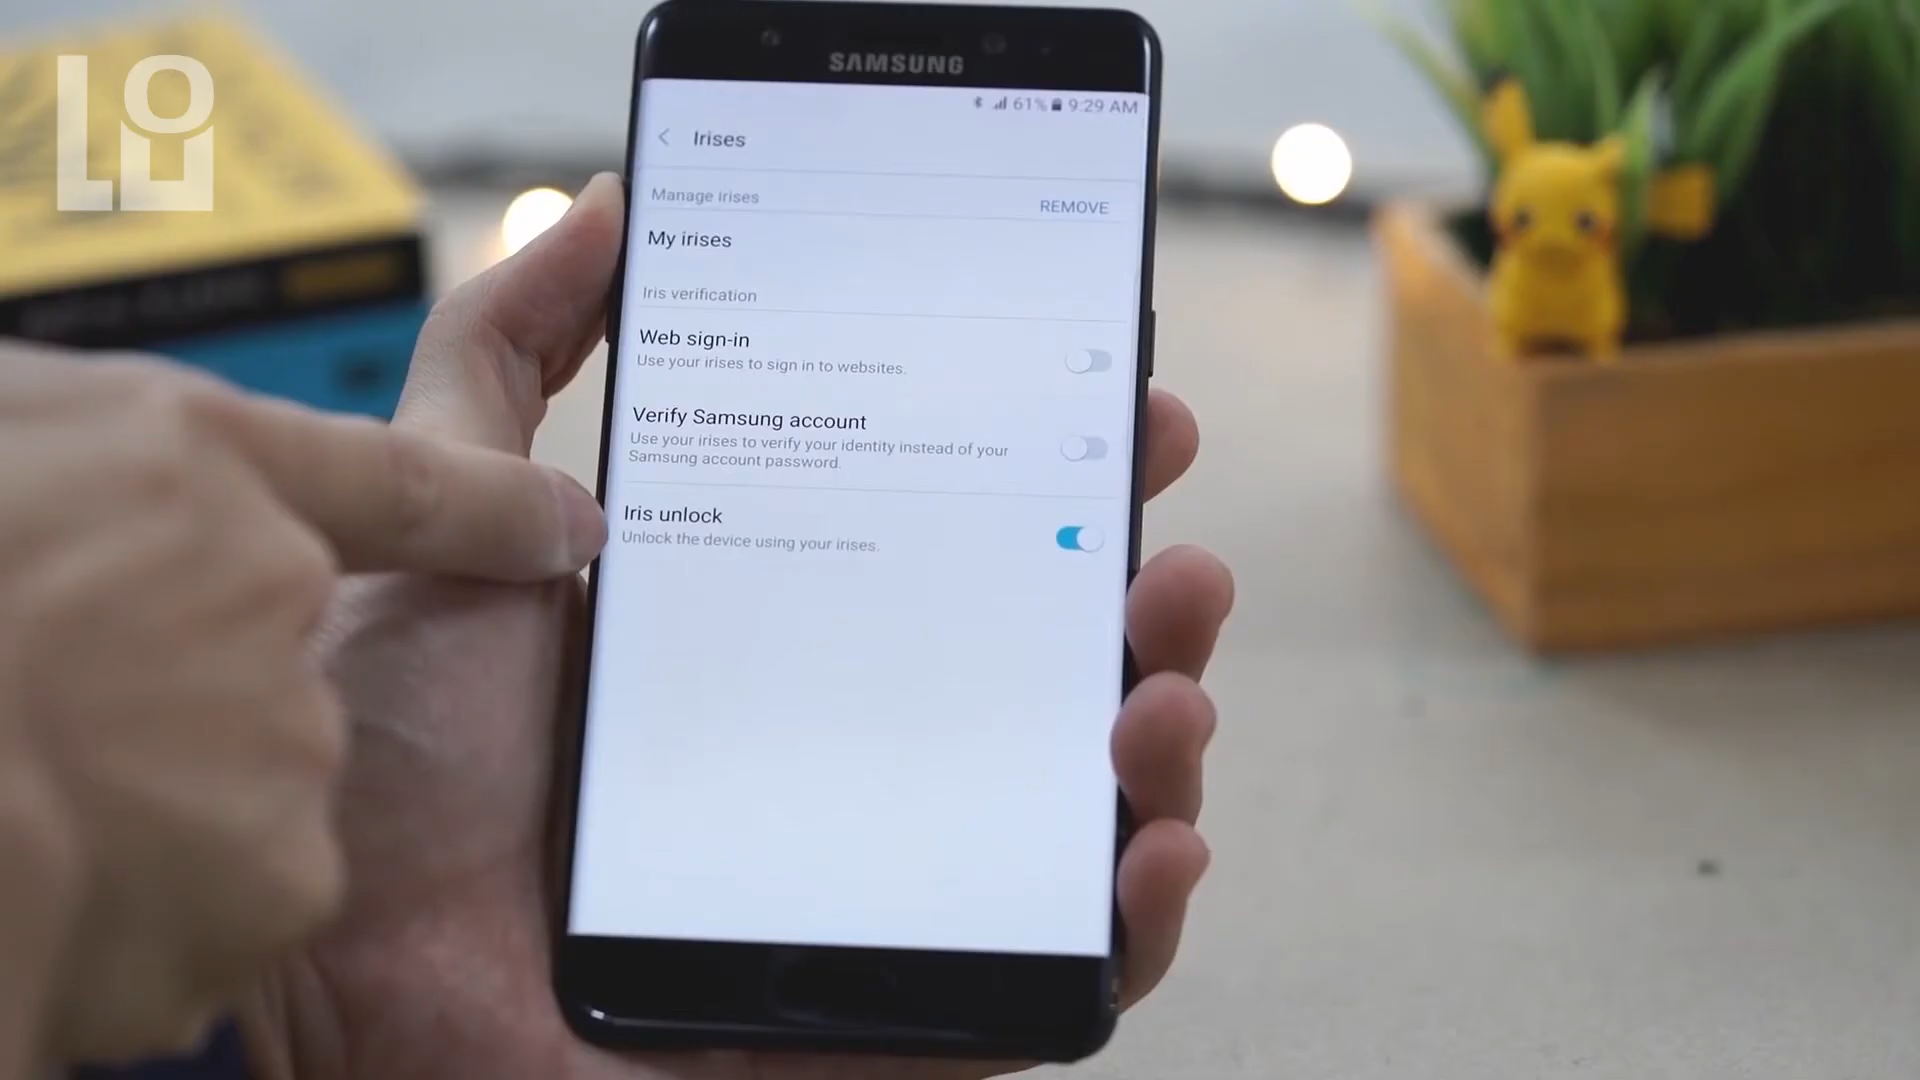 SAMSUNG
61% 9:29 AM
Irises
Manage irises
REMOVE
My irises
Iris verification
Web sign-in
Use your irises to sign in to websites.
Verify Samsung account
Use your irises to verify your identity instead of your
Samsung account password.
Iris unlock
Unlock the device using your irises.